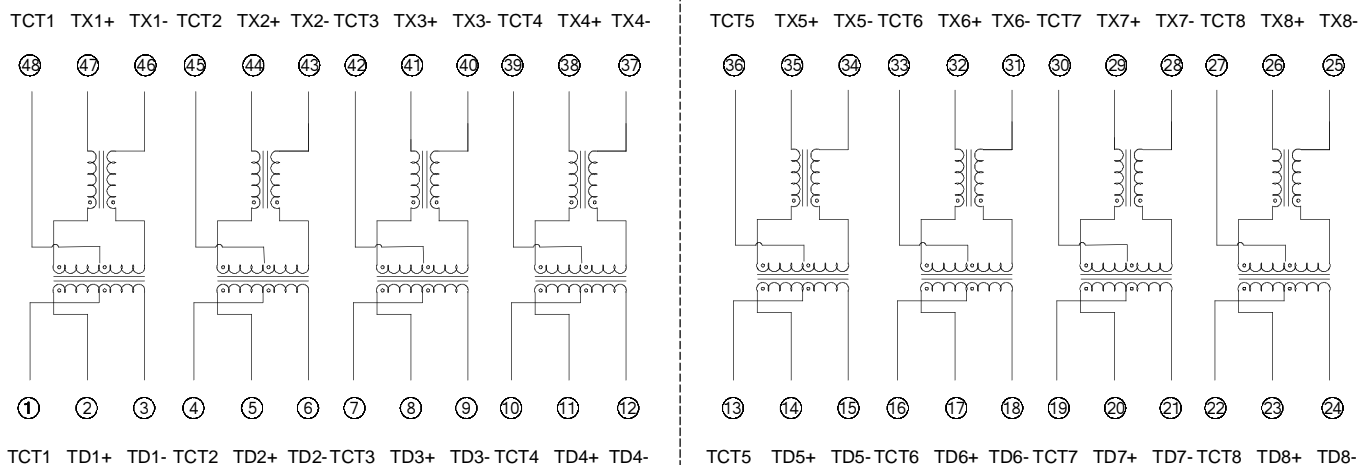 TCT1 TX1+ TX1- TCT2 TX2+ TX2- TCT3 TX3+ TX3- TCT4 TX4+ TX4- TCT5 TX5+ TX5- TCT6 TX6+ TX6- TCT7 TX7+ TX7- TCT8 TX8+ TX8-
48 47 46 45 44 43 42 41 40 39 38 37 36 35 34 33 32 31 30 29 28 27 26 25
1 2 3 4 5 6 7 8 9 10 11 12 13 14 15 16 17 18 19 20 21 22 23 24
TCT1 TD1+ TD1- TCT2 TD2+ TD2- TCT3 TD3+ TD3- TCT4 TD4+ TD4- TCT5 TD5+ TD5- TCT6 TD6+ TD6- TCT7 TD7+ TD7- TCT8 TD8+ TD8-